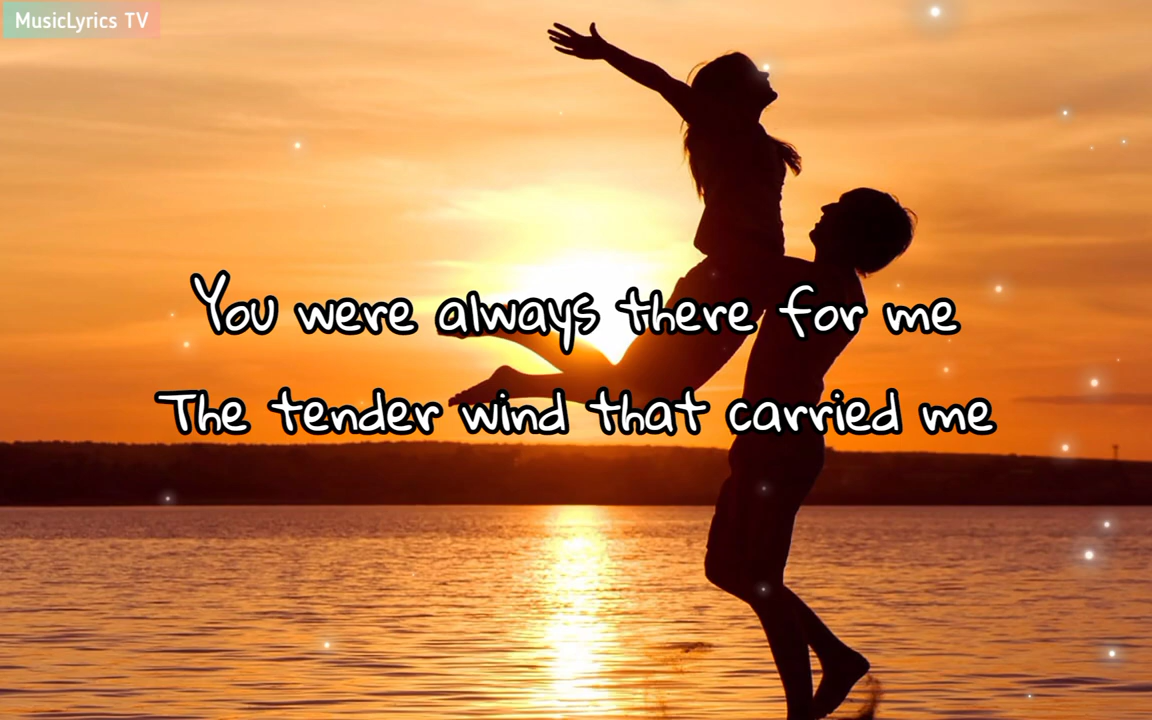 MusicLyrics TV
You were always there for me
The tender wind that carried me